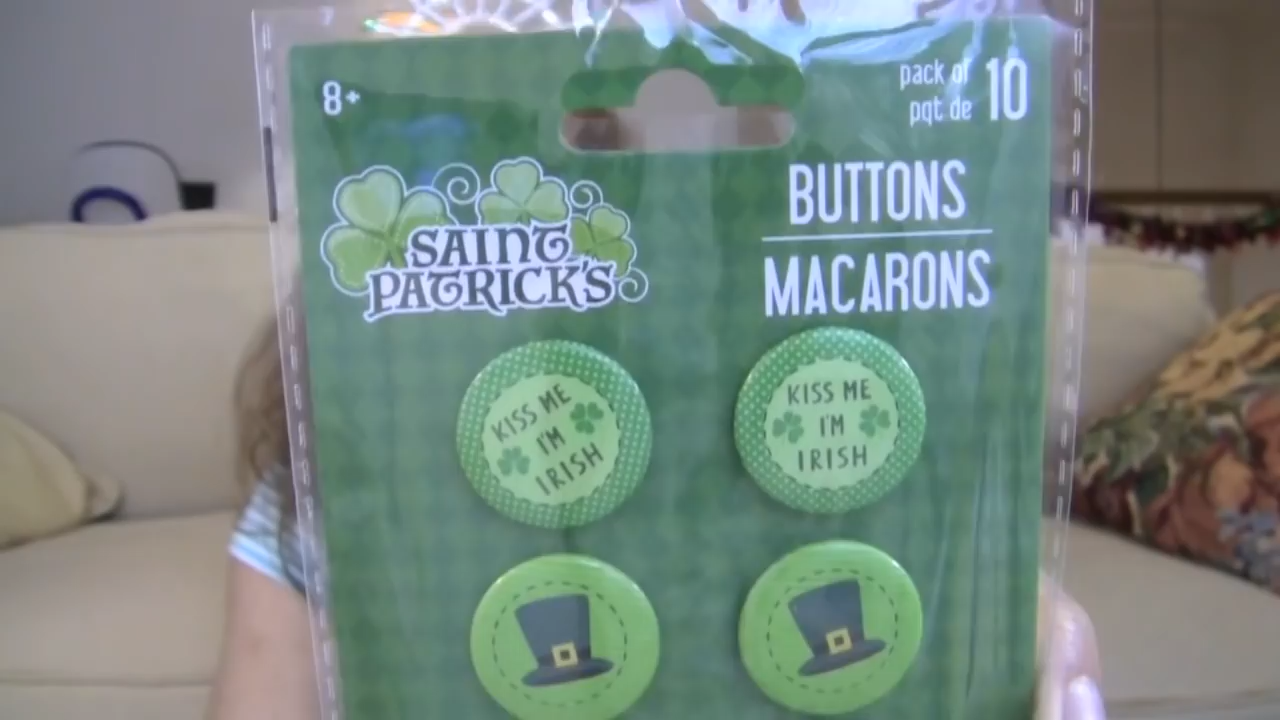 8+
pack of 10
pqt de
SAINT
PATRICK'S
BUTTONS
MACARONS
KISS ME
I'M
IRISH
KISS ME
I'M
IRISH